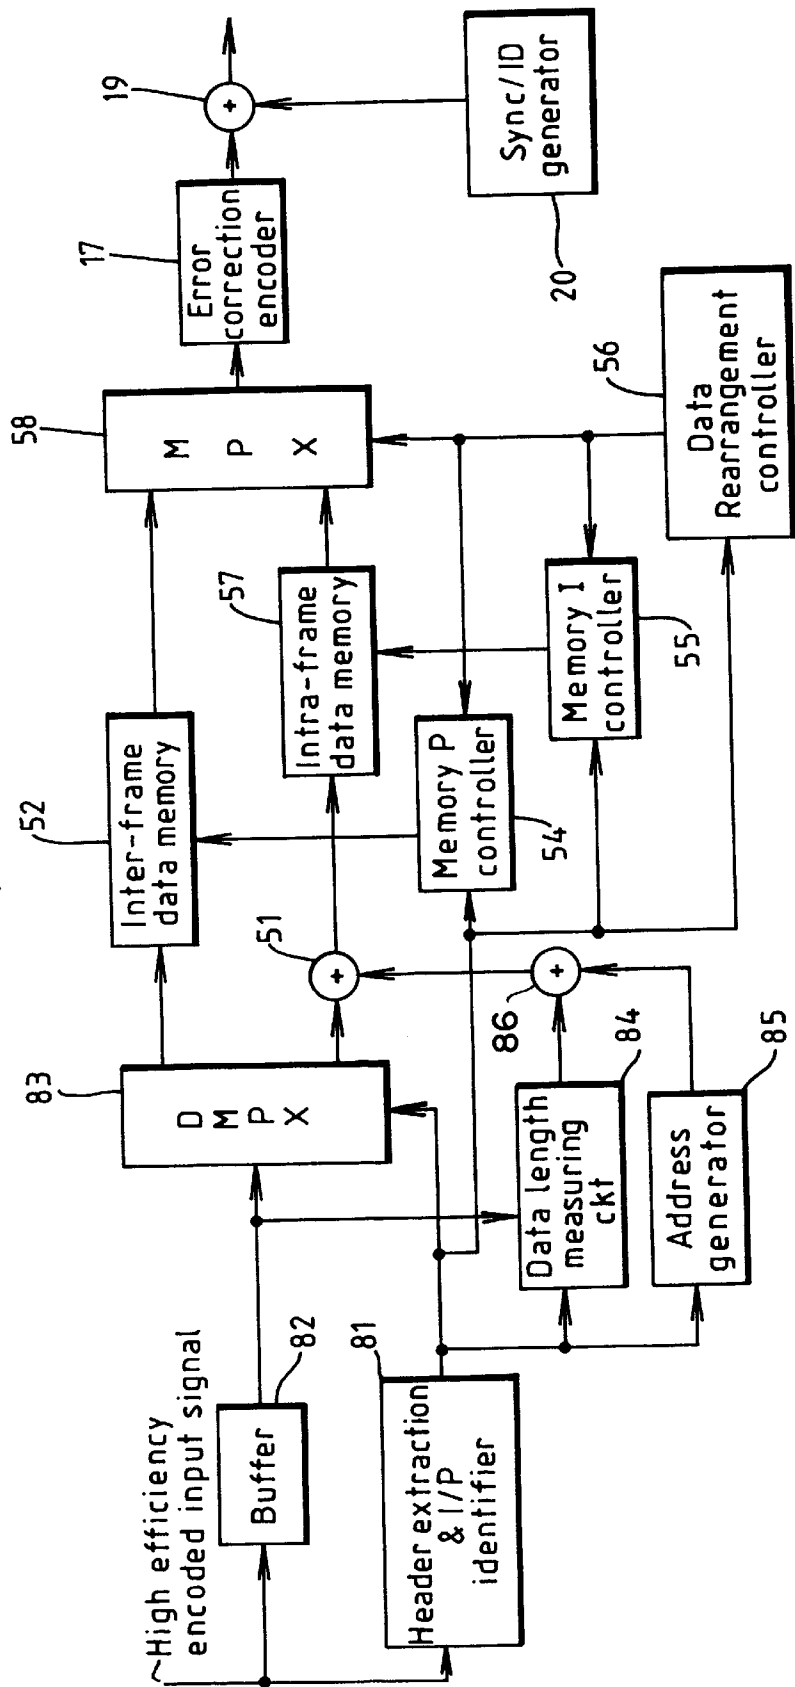 High efficiency
encoded input signal
Buffer
82
Header extraction
& I/P
identifier
81
83
D
M
P
X
Data length
measuring
ckt
84
Address
generator
85
86
+
51
+
52
Inter-frame
data memory
57
Intra-frame
data memory
Memory P
controller
54
Memory I
controller
55
56
Data
Rearrangement
controller
58
M
P
X
17
Error
correction
encoder
19
+
Sync/ID
generator
20